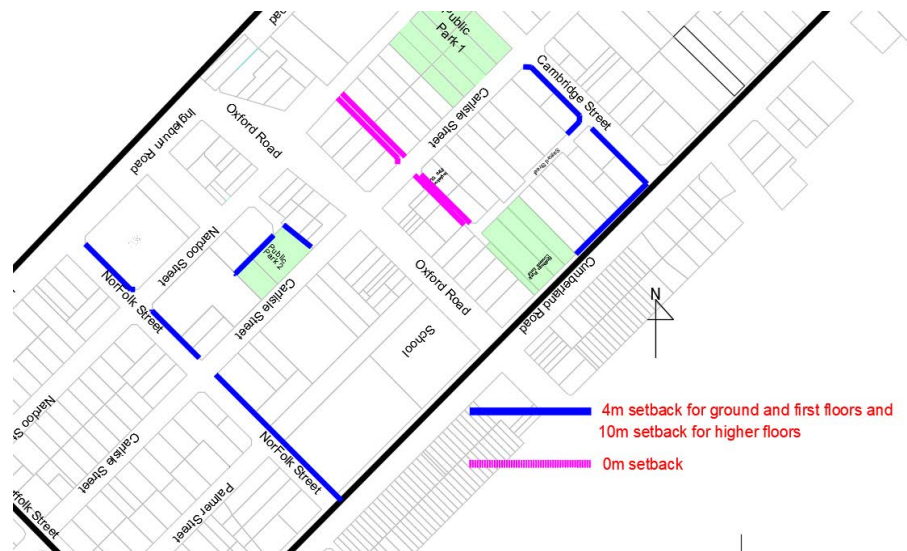 Road
Public
Park 1
Cambridge Street
Carlisle Street
Oxford Road
Ingleburn Road
Nardoo Street
Public
Park 2
NorFolk Street
Carlisle Street
Oxford Road
Cumberland Road
School
N
4m setback for ground and first floors and
10m setback for higher floors
0m setback
Nardoo St
Carlisle Street
NorFolk Street
Palmer Street
ffolk Street